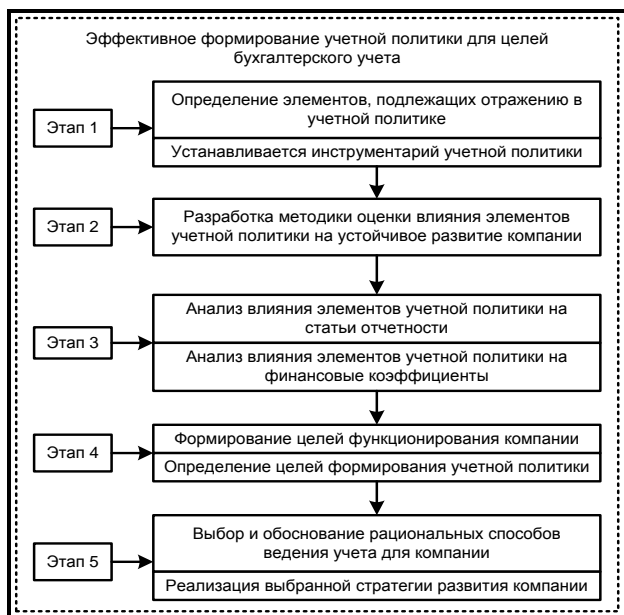 Эффективное формирование учетной политики для целей
бухгалтерского учета
Этап 1
Определение элементов, подлежащих отражению в
учетной политике
Устанавливается инструментарий учетной политики
Этап 2
Разработка методики оценки влияния элементов
учетной политики на устойчивое развитие компании
Этап 3
Анализ влияния элементов учетной политики на
статьи отчетности
Анализ влияния элементов учетной политики на
финансовые коэффициенты
Этап 4
Формирование целей функционирования компании
Определение целей формирования учетной политики
Этап 5
Выбор и обоснование рациональных способов
ведения учета для компании
Реализация выбранной стратегии развития компании